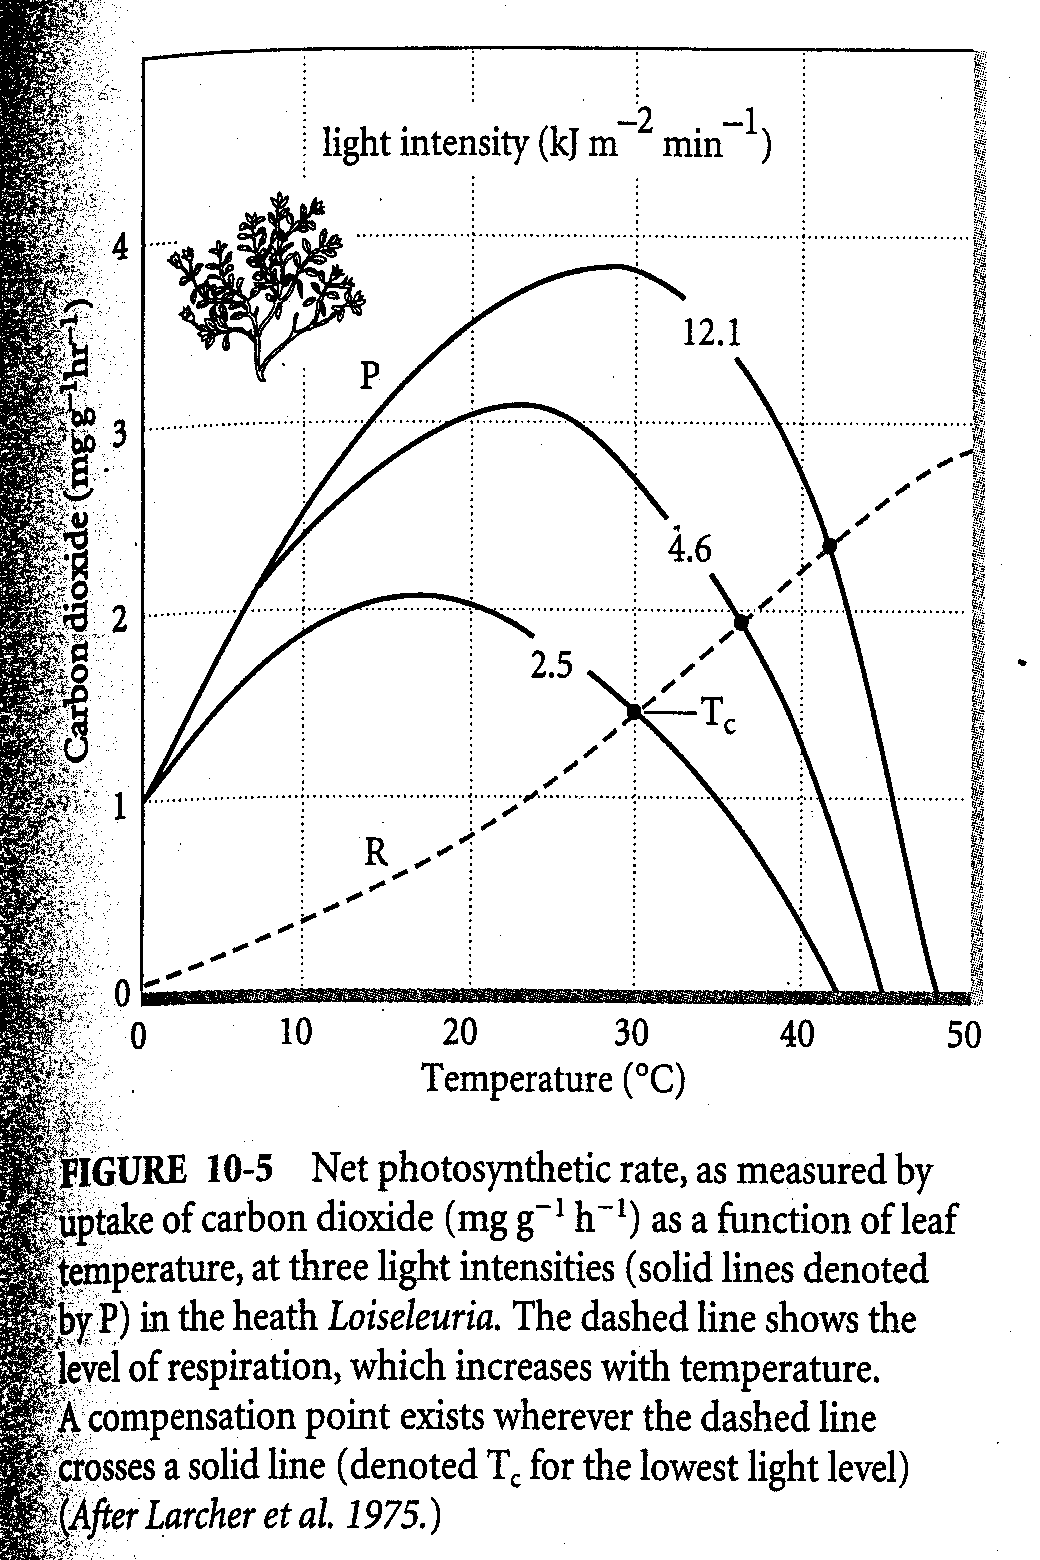 light intensity (kJ m⁻² min⁻¹)
4
3
2
1
0
Carbon dioxide (mg g⁻¹hr⁻¹)
P
12.1
4.6
2.5
Tc
R
0 10 20 30 40 50
Temperature (°C)
FIGURE 10-5 Net photosynthetic rate, as measured by
uptake of carbon dioxide (mg g⁻¹ h⁻¹) as a function of leaf
temperature, at three light intensities (solid lines denoted
by P) in the heath Loiseleuria. The dashed line shows the
level of respiration, which increases with temperature.
A compensation point exists wherever the dashed line
crosses a solid line (denoted Tc for the lowest light level)
(After Larcher et al. 1975.)